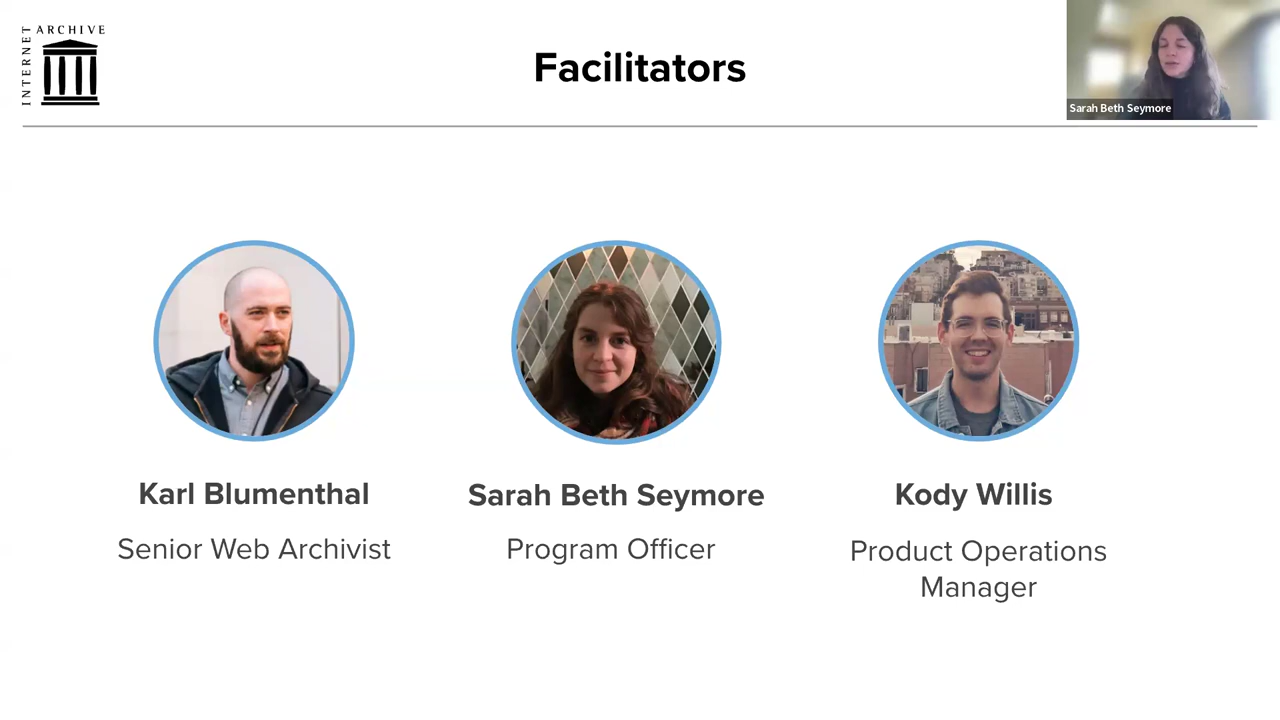 INTERNET
ARCHIVE
Facilitators
Sarah Beth Seymore
Karl Blumenthal
Senior Web Archivist
Sarah Beth Seymore
Program Officer
Kody Willis
Product Operations
Manager